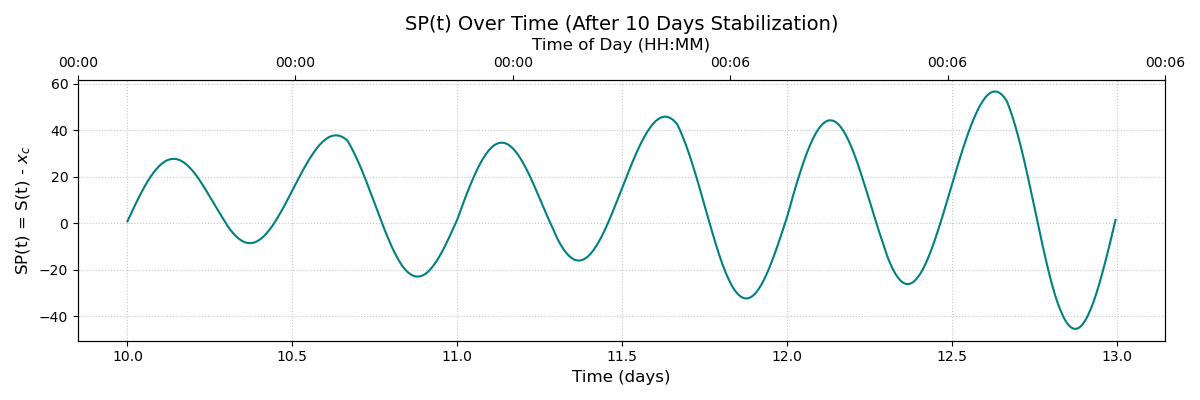 SP(t) Over Time (After 10 Days Stabilization)
Time of Day (HH:MM)
00:00 00:00 00:00 00:06 00:06 00:06
60
40
20
0
−20
−40
SP(t) = S(t) - x_c
10.0 10.5 11.0 11.5 12.0 12.5 13.0
Time (days)